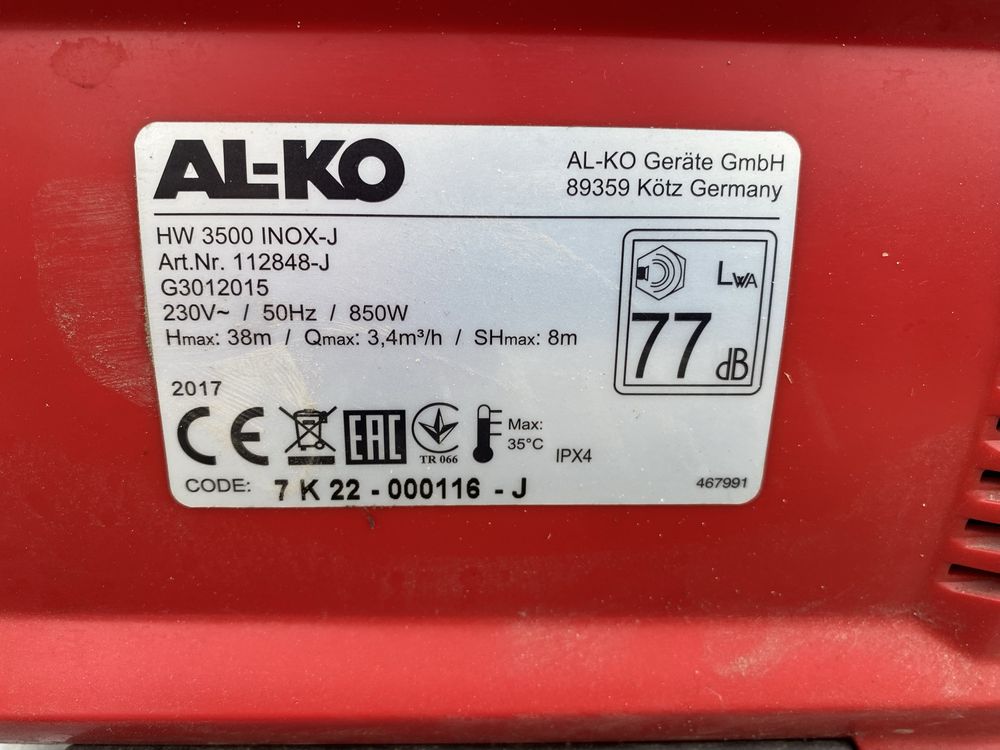 AL-KO
AL-KO Geräte GmbH
89359 Kötz Germany
HW 3500 INOX-J
Art.Nr. 112848-J
G3012015
230V~ / 50Hz / 850W
Hmax: 38m / Qmax: 3,4m³/h / SHmax: 8m
LWA
77 dB
2017
CE EAC
TR 066
Max:
35°C
IPX4
CODE: 7 K 22 - 000116 - J
467991